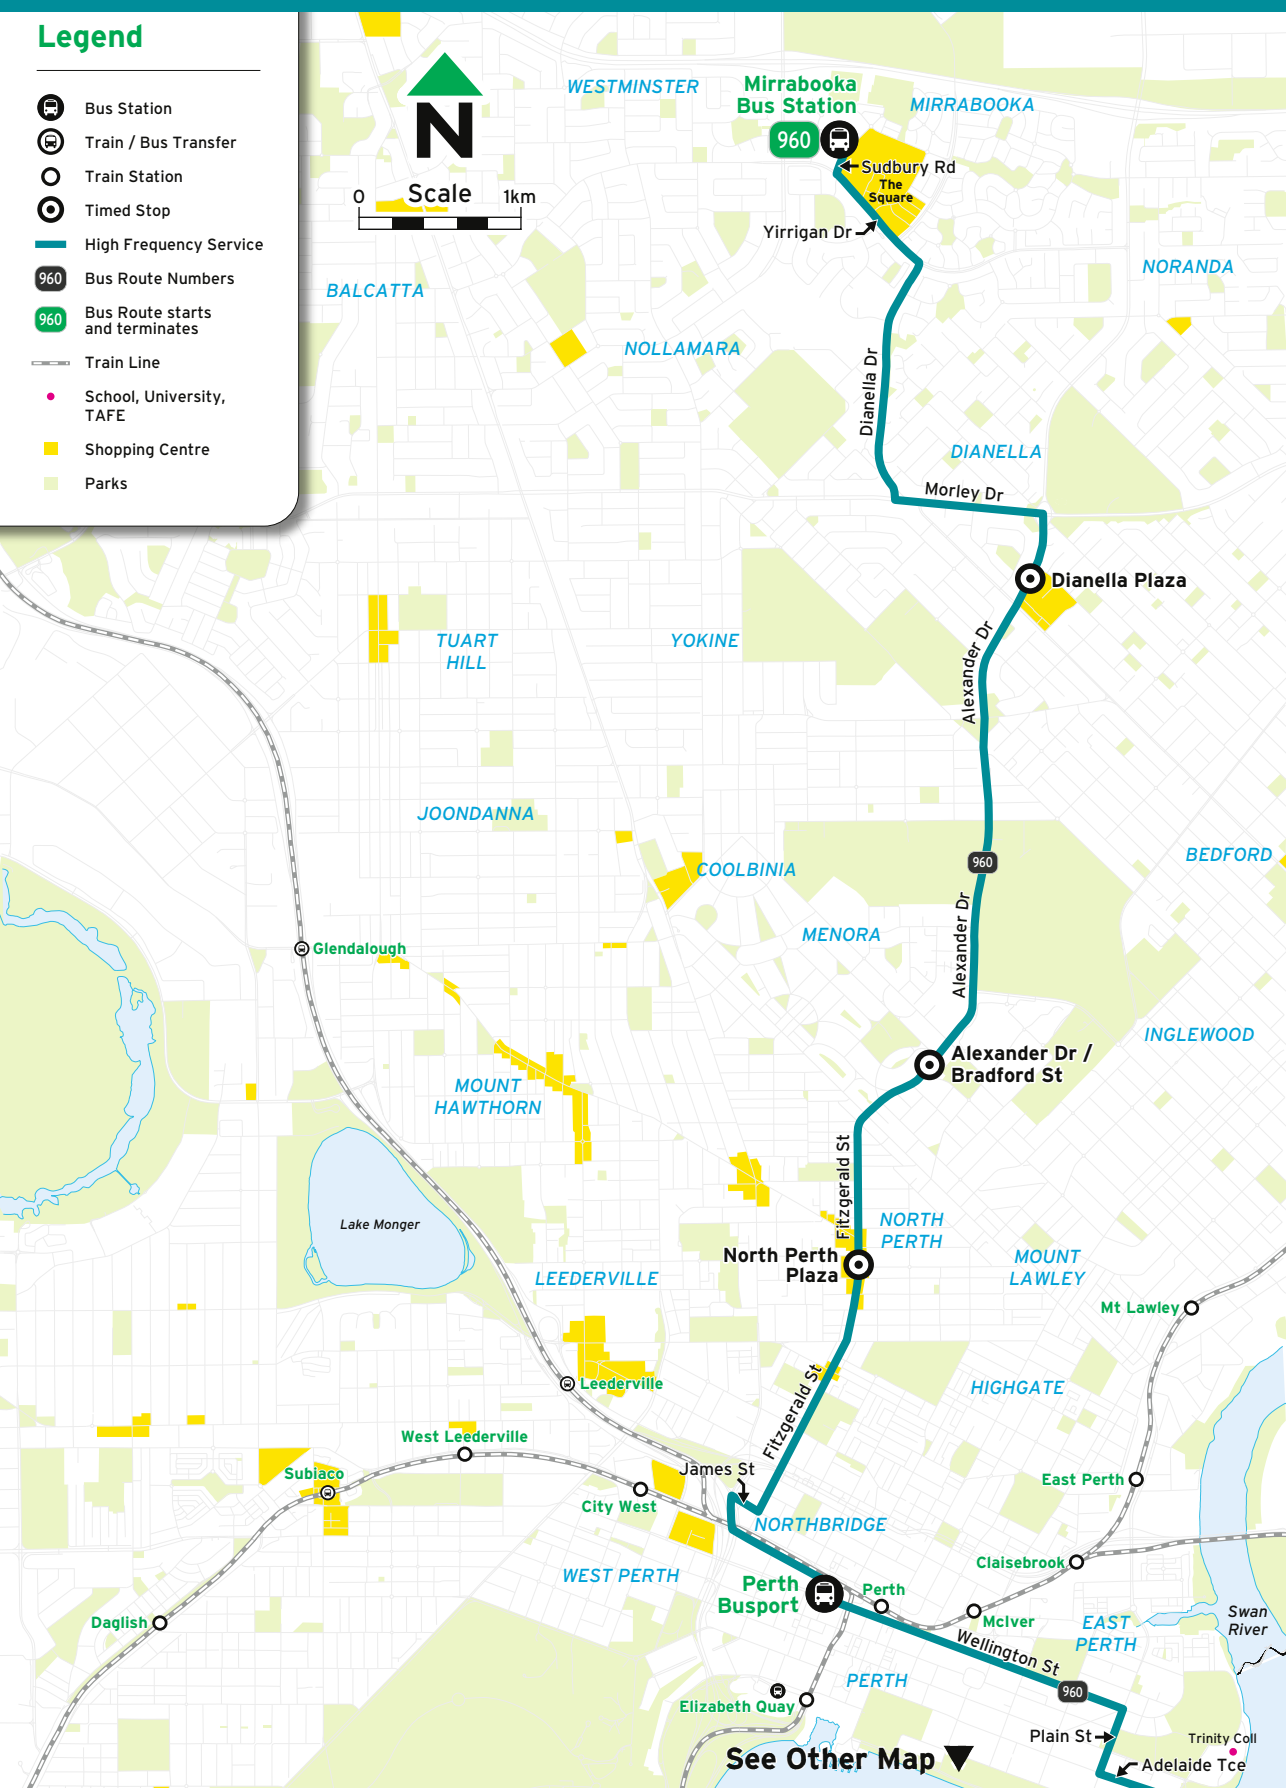 Legend
Bus Station
Train / Bus Transfer
Train Station
Timed Stop
High Frequency Service
960
Bus Route Numbers
960
Bus Route starts
and terminates
Train Line
School, University,
TAFE
Shopping Centre
Parks
N
0
Scale
1km
WESTMINSTER
Mirrabooka
Bus Station
960
MIRRABOOKA
Sudbury Rd
The
Square
Yirrigan Dr
NORANDA
BALCATTA
NOLLAMARA
Dianella Dr
DIANELLA
Morley Dr
Dianella Plaza
TUART
HILL
YOKINE
Alexander Dr
JOONDANNA
COOLBINIA
960
BEDFORD
MENORA
Alexander Dr
Glendalough
INGLEWOOD
Alexander Dr /
Bradford St
MOUNT
HAWTHORN
Fitzgerald St
Lake Monger
NORTH
PERTH
North Perth
Plaza
MOUNT
LAWLEY
LEEDERVILLE
Mt Lawley
Leederville
HIGHGATE
Fitzgerald St
West Leederville
Subiaco
James St
City West
East Perth
NORTHBRIDGE
Claisebrook
WEST PERTH
Perth
Busport
Perth
McIver
Daglish
EAST
PERTH
Swan
River
Wellington St
PERTH
960
Elizabeth Quay
Plain St
Trinity Coll
See Other Map
Adelaide Tce